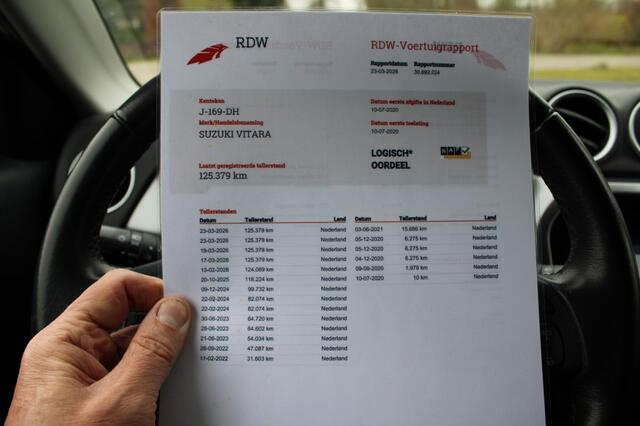 RDW
RDW-Voertuigrapport
Rapportdatum Rapportnummer
23-03-2026 30.892.224
Kenteken
J-169-DH
Merk/Handelsbenaming
SUZUKI VITARA
Laatst geregistreerde tellerstand
125.379 km
Datum eerste afgifte in Nederland
10-07-2020
Datum eerste toelating
10-07-2020
LOGISCH*
OORDEEL
NAP
Tellerstanden
Datum Tellerstand Land
23-03-2026 125.379 km Nederland
23-03-2026 125.379 km Nederland
19-03-2026 125.379 km Nederland
17-03-2026 125.379 km Nederland
13-02-2026 124.089 km Nederland
20-10-2025 118.224 km Nederland
09-12-2024 99.732 km Nederland
22-02-2024 82.074 km Nederland
22-02-2024 82.074 km Nederland
30-06-2023 64.720 km Nederland
28-06-2023 64.602 km Nederland
21-06-2023 54.034 km Nederland
28-09-2022 47.087 km Nederland
11-02-2022 31.603 km Nederland
Datum Tellerstand Land
03-06-2021 15.686 km Nederland
05-12-2020 6.275 km Nederland
05-12-2020 6.275 km Nederland
04-12-2020 6.275 km Nederland
09-09-2020 1.979 km Nederland
10-07-2020 10 km Nederland